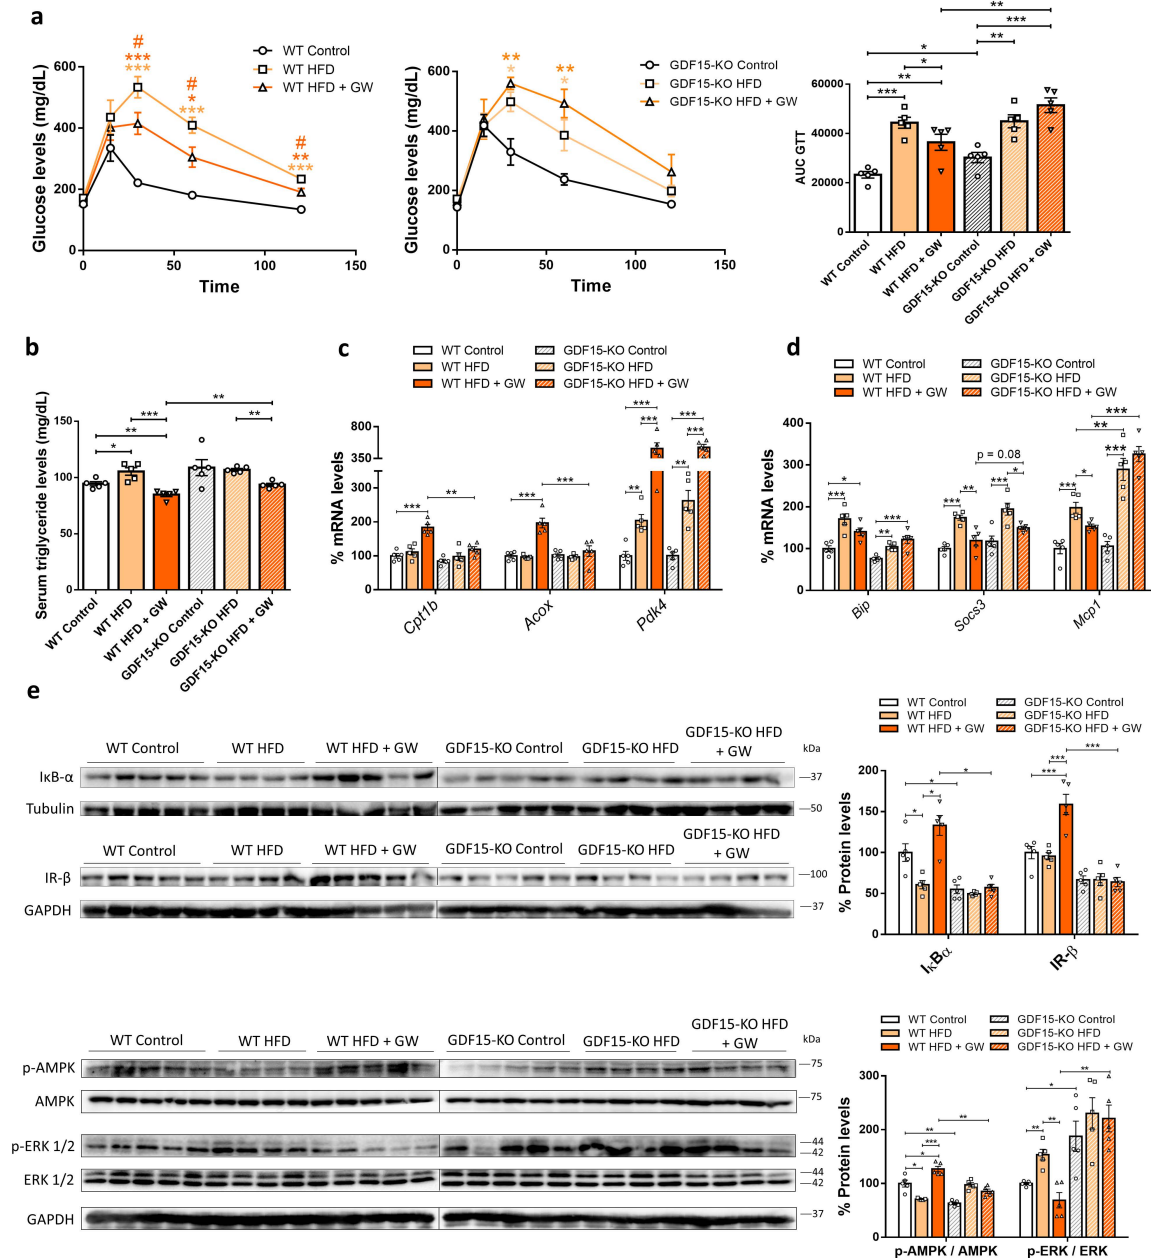 a
Glucose levels (mg/dL)
600
400
200
0
0
50
100
150
Time
#
***
***
#
*
***
#
**
***
WT Control
WT HFD
WT HFD + GW
Glucose levels (mg/dL)
600
400
200
0
0
50
100
150
Time
**
*
**
*
GDF15-KO Control
GDF15-KO HFD
GDF15-KO HFD + GW
AUC GTT
60000
40000
20000
0
**
***
**
*
*
**
***
WT Control
WT HFD
WT HFD + GW
GDF15-KO Control
GDF15-KO HFD
GDF15-KO HFD + GW
b
Serum triglyceride levels (mg/dL)
150
100
50
0
**
***
**
**
*
WT Control
WT HFD
WT HFD + GW
GDF15-KO Control
GDF15-KO HFD
GDF15-KO HFD + GW
c
WT Control
WT HFD
WT HFD + GW
GDF15-KO Control
GDF15-KO HFD
GDF15-KO HFD + GW
% mRNA levels
800
350
300
200
100
0
***
**
***
***
***
***
**
***
***
**
Cpt11b
Acox
Pdk4
d
WT Control
WT HFD
WT HFD + GW
GDF15-KO Control
GDF15-KO HFD
GDF15-KO HFD + GW
% mRNA levels
400
300
200
100
0
*
***
***
**
p = 0.08
***
**
***
*
***
**
***
***
*
Bip
Socs3
Mcp1
e
WT Control
WT HFD
WT HFD + GW
GDF15-KO Control
GDF15-KO HFD
GDF15-KO HFD
+ GW
kDa
IκB-α
37
Tubulin
50
WT Control
WT HFD
WT HFD + GW
GDF15-KO Control
GDF15-KO HFD
GDF15-KO HFD
+ GW
IR-β
100
GAPDH
37
WT Control
WT HFD
WT HFD + GW
GDF15-KO Control
GDF15-KO HFD
GDF15-KO HFD + GW
% Protein levels
200
150
100
50
0
*
*
*
*
***
***
***
IκBα
IR-β
WT Control
WT HFD
WT HFD + GW
GDF15-KO Control
GDF15-KO HFD
GDF15-KO HFD
+ GW
kDa
p-AMPK
75
AMPK
75
p-ERK 1/2
44
42
ERK 1/2
44
42
GAPDH
37
WT Control
WT HFD
WT HFD + GW
GDF15-KO Control
GDF15-KO HFD
GDF15-KO HFD + GW
% Protein levels
300
200
100
0
**
**
***
*
*
**
*
**
**
p-AMPK / AMPK
p-ERK / ERK